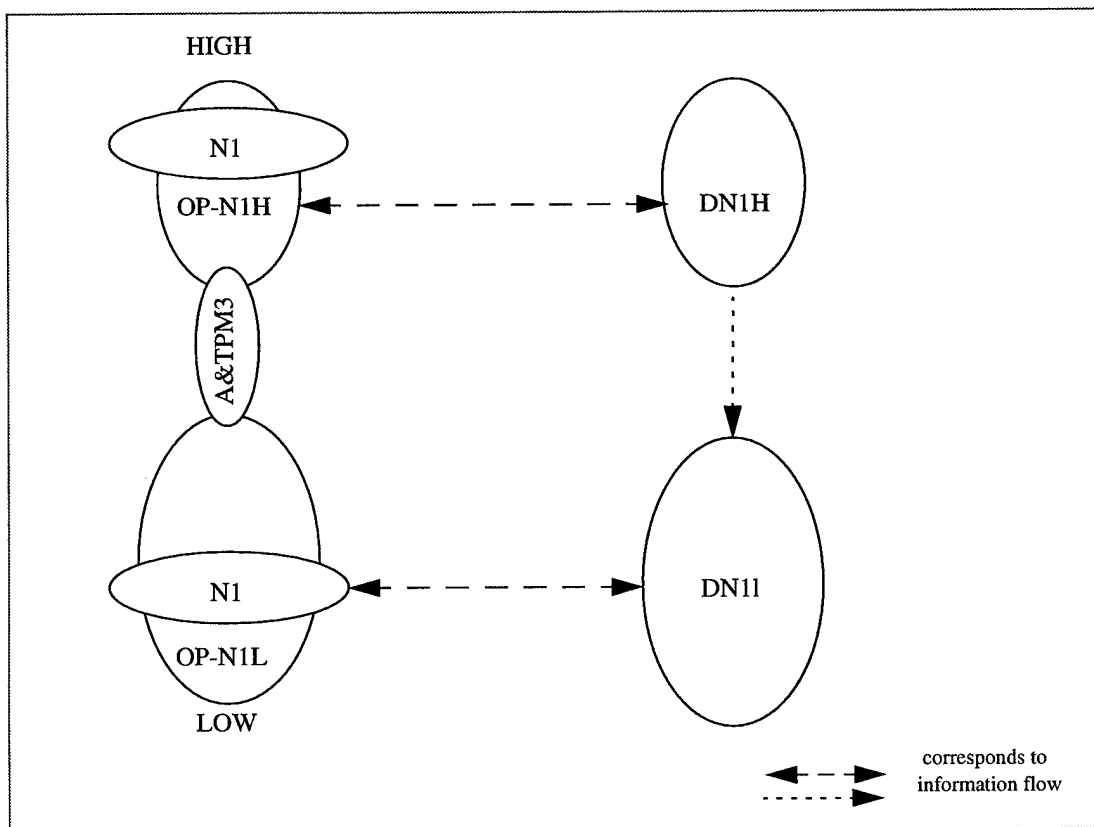 HIGH
N1
OP-N1H
DN1H
A&TPM3
N1
DN1l
OP-N1L
LOW
corresponds to
information flow